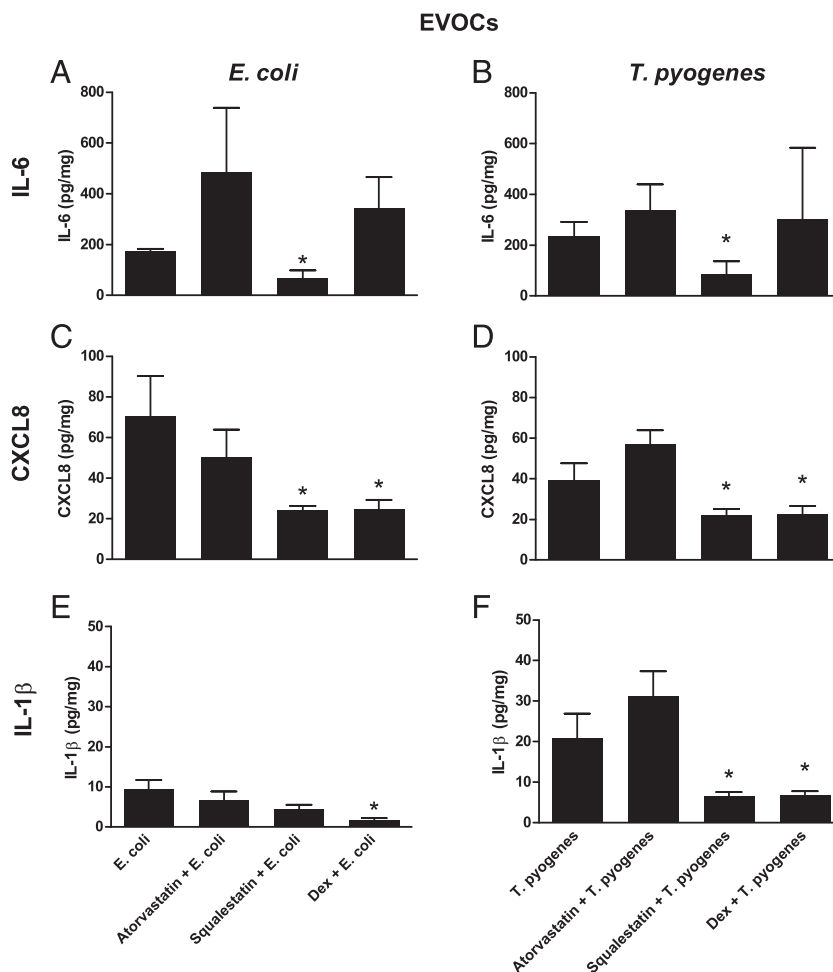 EVOCs
A
E. coli
B
T. pyogenes
IL-6
IL-6 (pg/mg)
800
600
400
200
0
*
IL-6 (pg/mg)
800
600
400
200
0
*
C
D
CXCL8
CXCL8 (pg/mg)
100
80
60
40
20
0
*
*
CXCL8 (pg/mg)
100
80
60
40
20
0
*
*
E
F
IL-1β
IL-1β (pg/mg)
50
40
30
20
10
0
*
IL-1β (pg/mg)
50
40
30
20
10
0
*
*
E. coli
Atorvastatin + E. coli
Squalestatin + E. coli
Dex + E. coli
T. pyogenes
Atorvastatin + T. pyogenes
Squalestatin + T. pyogenes
Dex + T. pyogenes